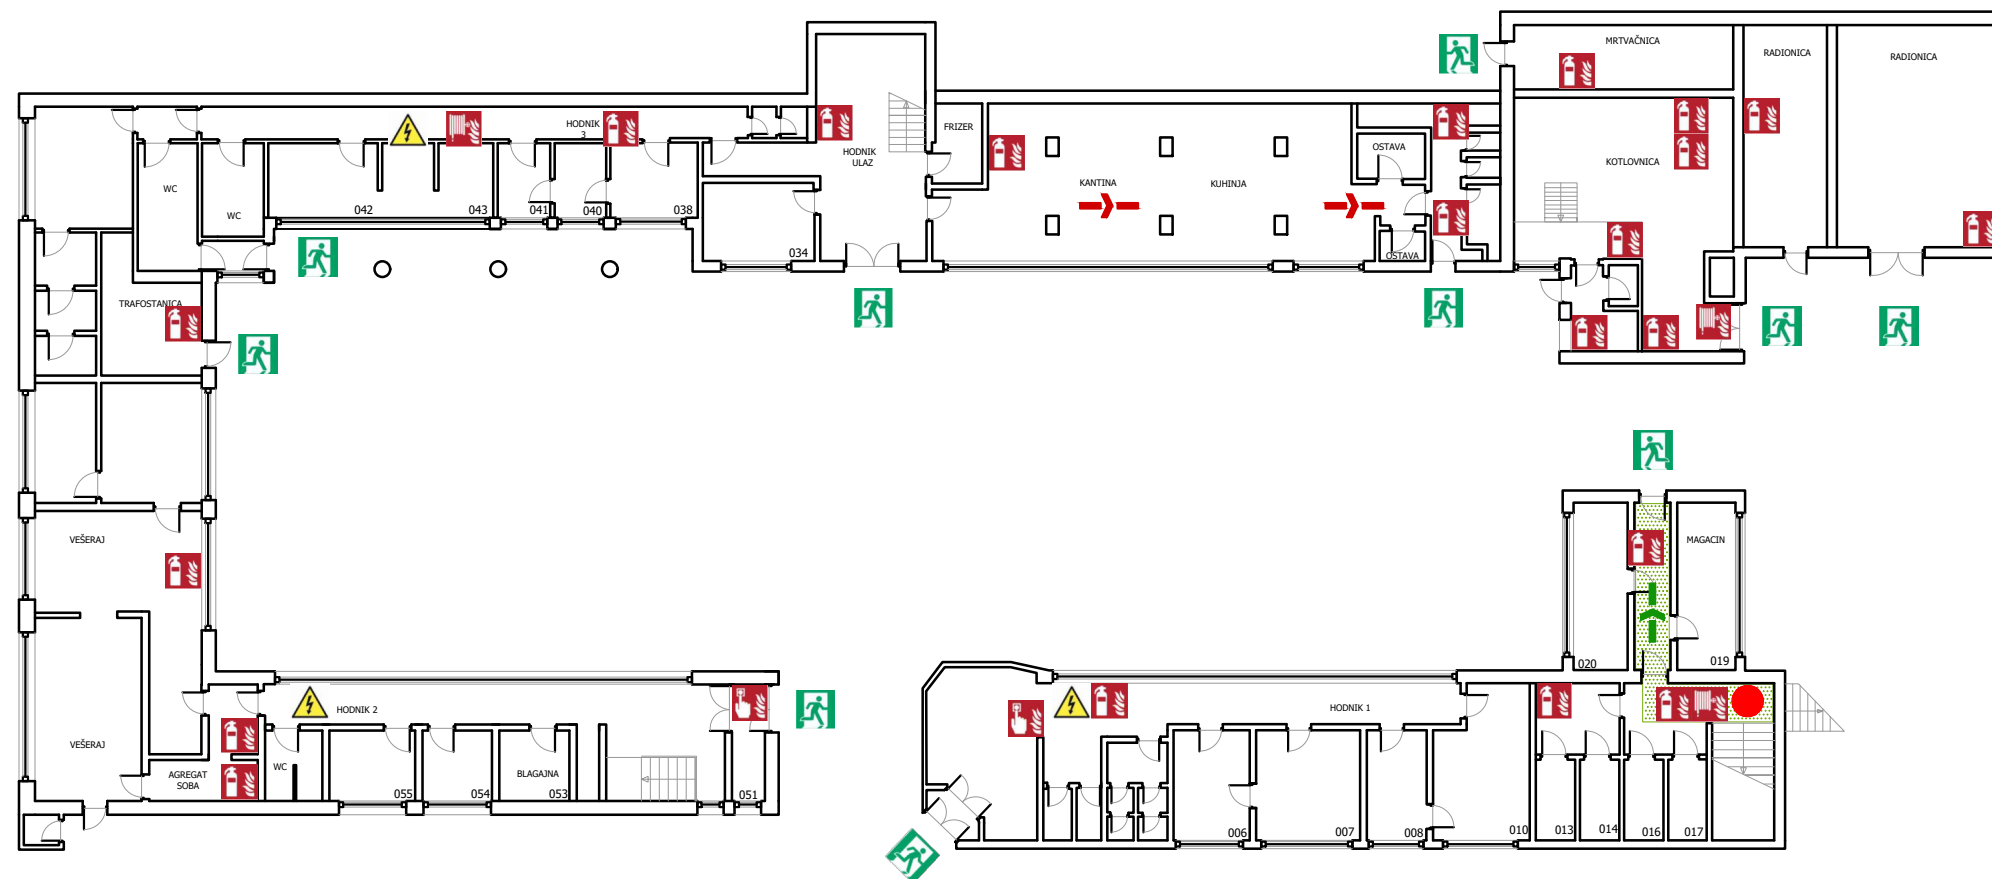 MRTVAČNICA
RADIONICA
RADIONICA
HODNIK
3
FRIZER
HODNIK
ULAZ
OSTAVA
KOTLOVNICA
WC
WC
KANTINA
KUHINJA
042
043
041
040
038
034
OSTAVA
TRAFOSTANICA
VEŠERAJ
MAGACIN
020
019
HODNIK 2
HODNIK 1
VEŠERAJ
AGREGAT
SOBA
WC
BLAGAJNA
055
054
053
051
006
007
008
010
013
014
016
017